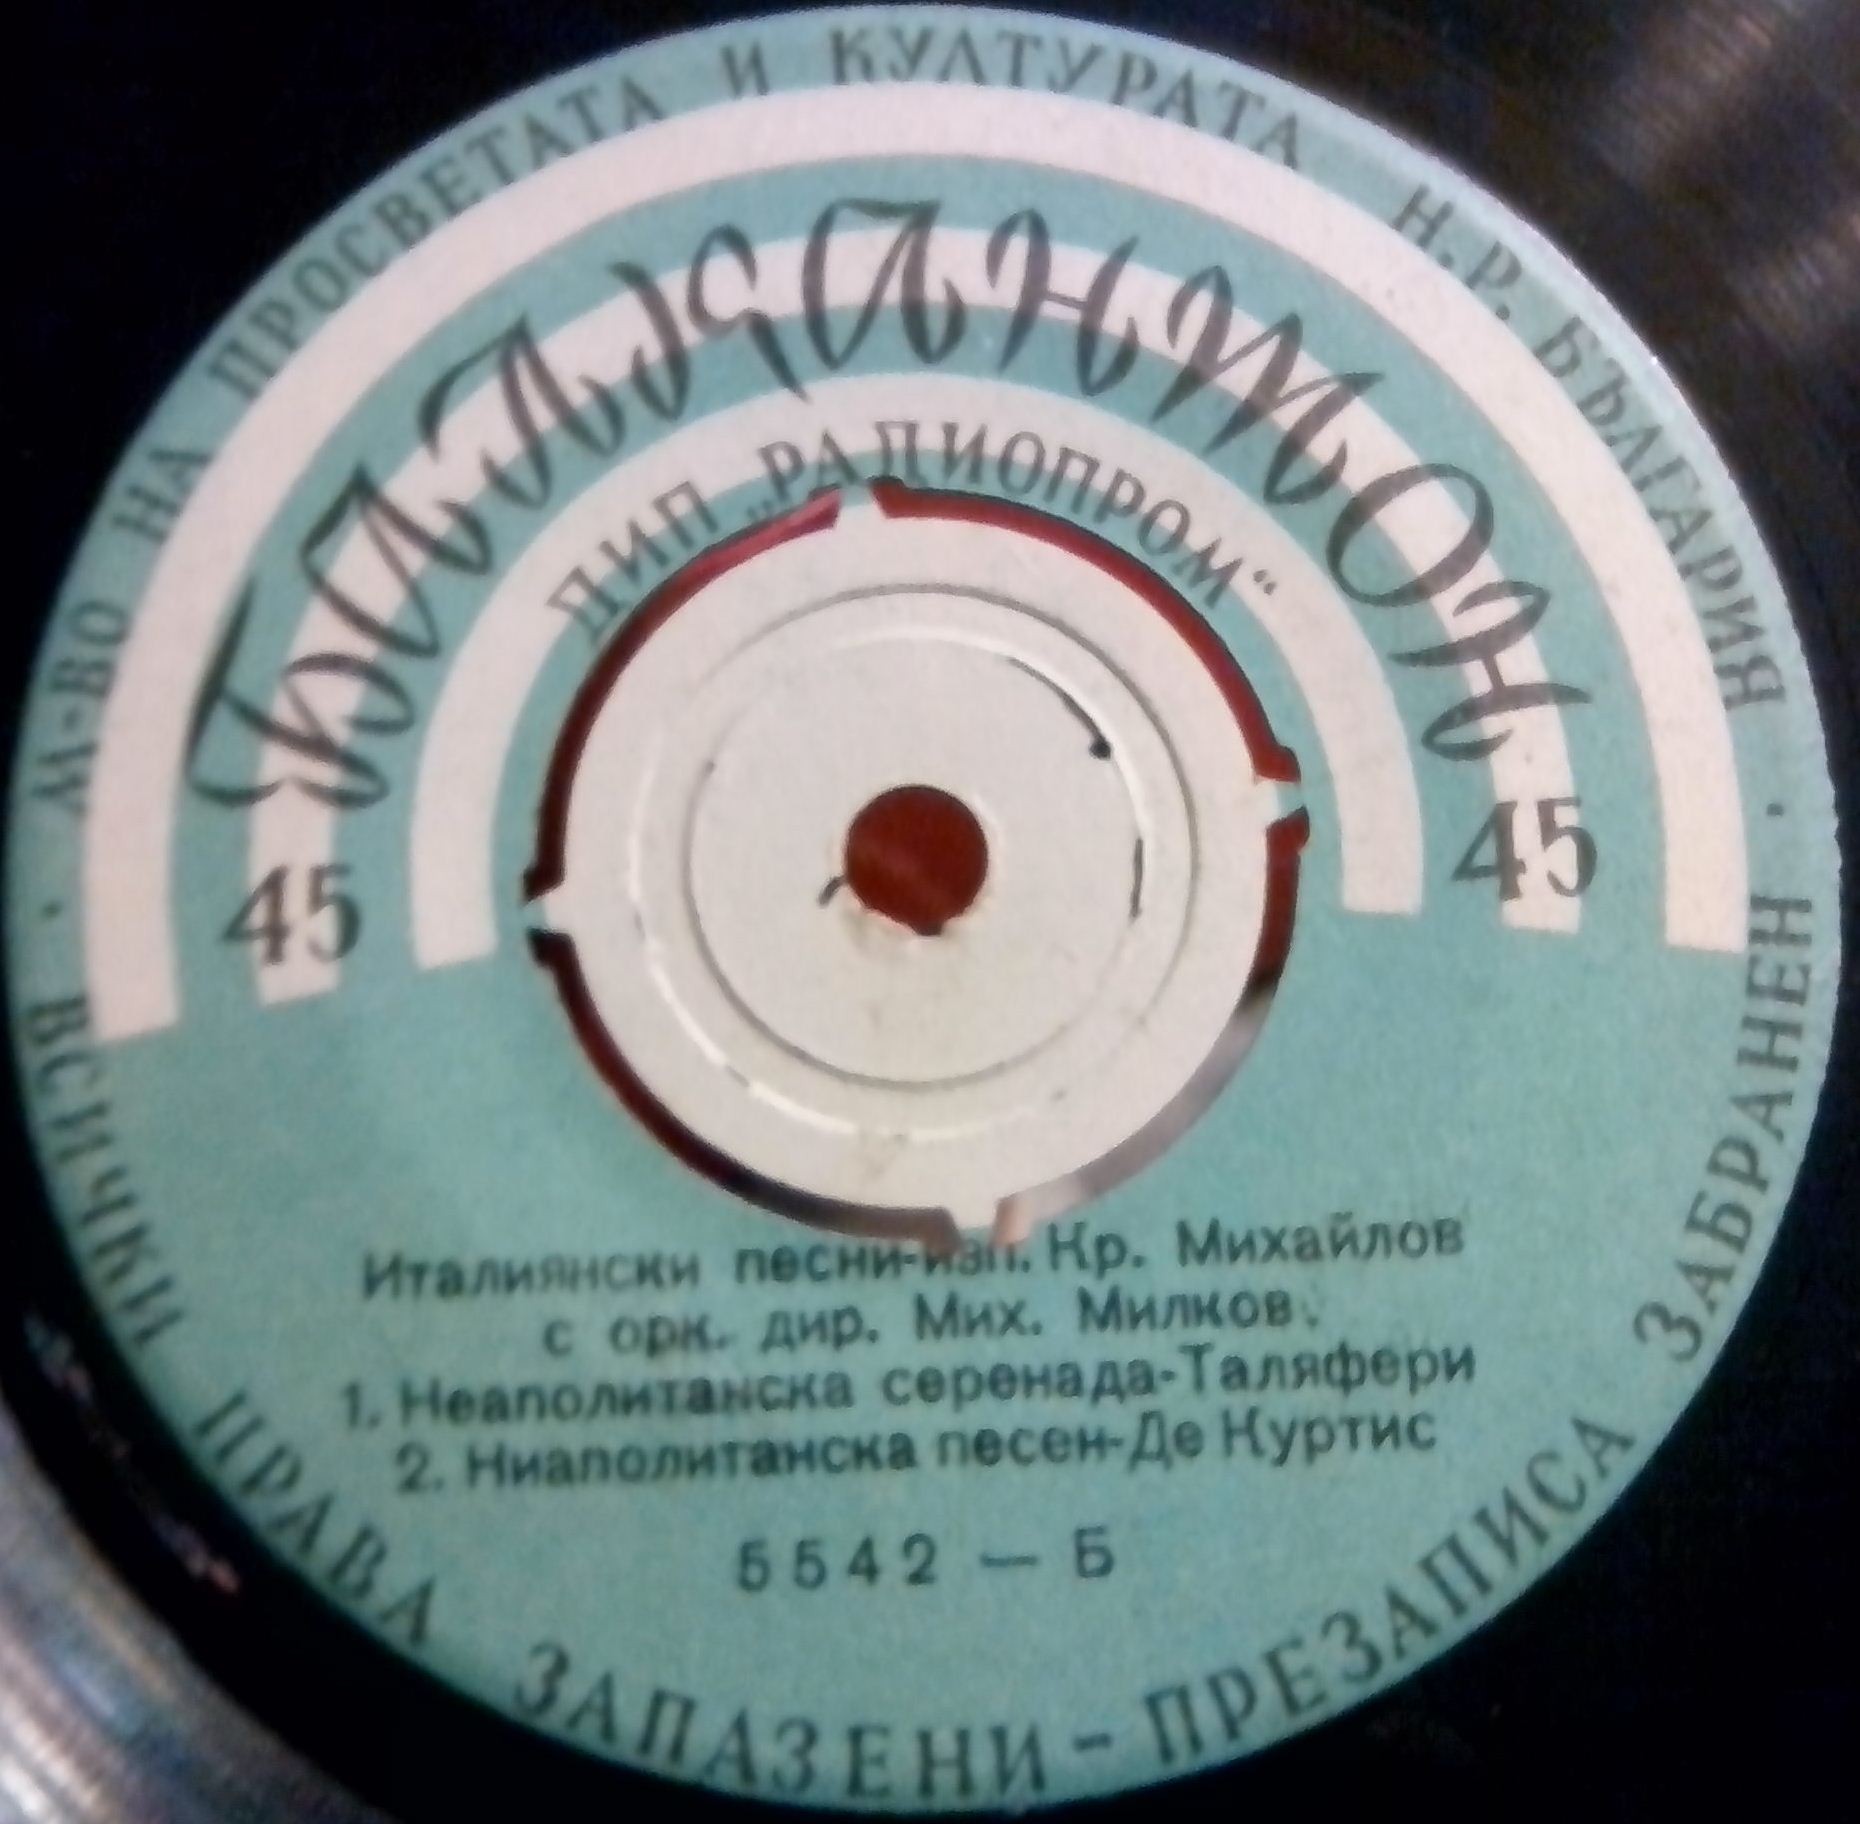 М-ВО НА ПРОСВЕТАТА И КУЛТУРАТА Н.Р. БЪЛГАРИЯ
БАЛКАНТОН
ДИП „РАДИОПРОМ“
45
45
Италиянски песни-изп. Кр. Михайлов
с орк. дир. Мих. Милков.
1. Неаполитанска серенада-Таляфери
2. Ниаполитанска песен-Де Куртис
5542 — Б
ВСИЧКИ ПРАВА ЗАПАЗЕНИ - ПРЕЗАПИСА ЗАБРАНЕН